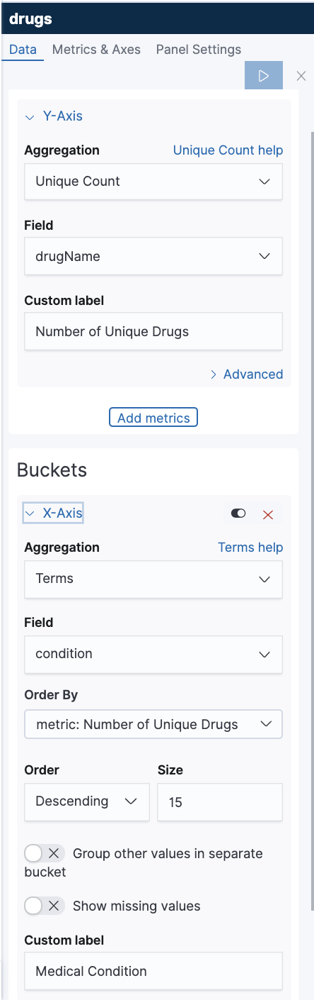 drugs
Data Metrics & Axes Panel Settings
Y-Axis
Aggregation Unique Count help
Unique Count
Field
drugName
Custom label
Number of Unique Drugs
Advanced
Add metrics
Buckets
X-Axis
Aggregation Terms help
Terms
Field
condition
Order By
metric: Number of Unique Drugs
Order Size
Descending 15
Group other values in separate
bucket
Show missing values
Custom label
Medical Condition